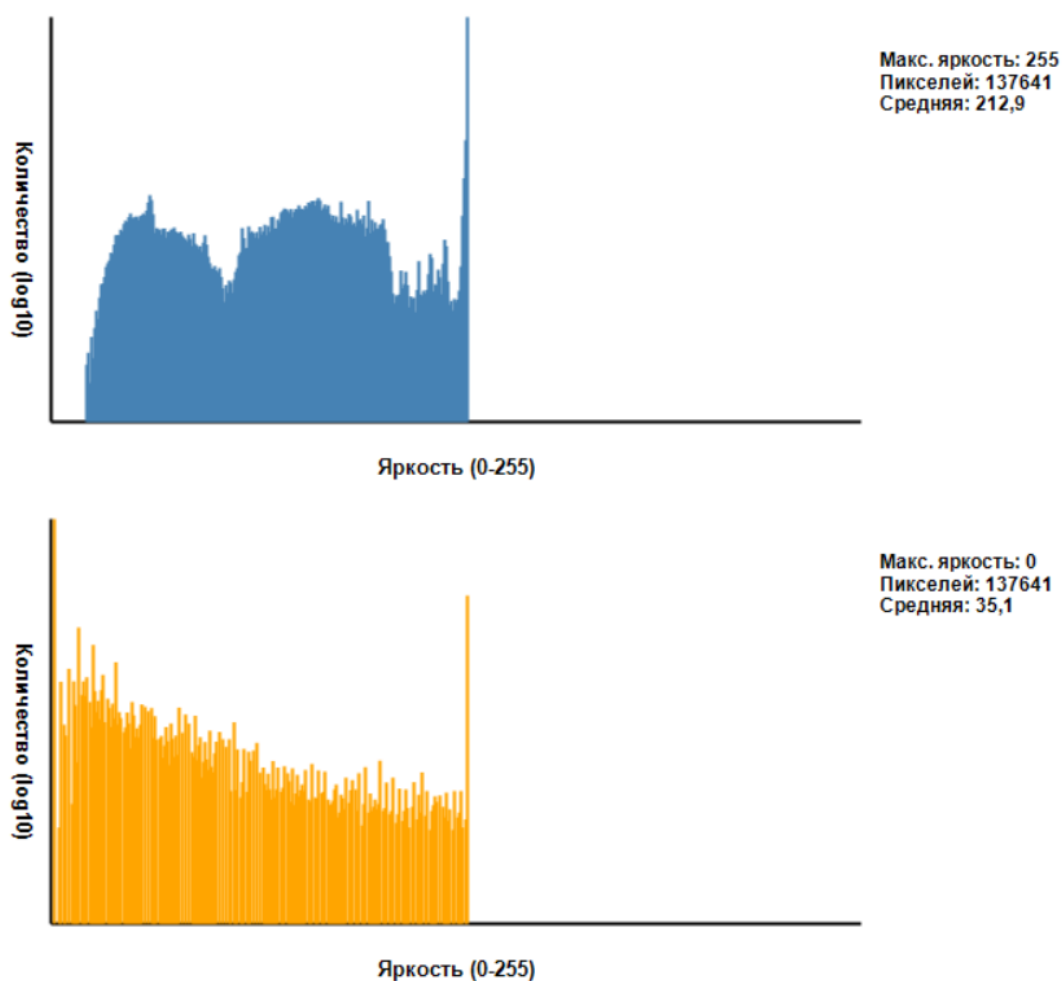 Макс. яркость: 255
Пикселей: 137641
Средняя: 212,9
Количество (log10)
Яркость (0-255)
Макс. яркость: 0
Пикселей: 137641
Средняя: 35,1
Количество (log10)
Яркость (0-255)